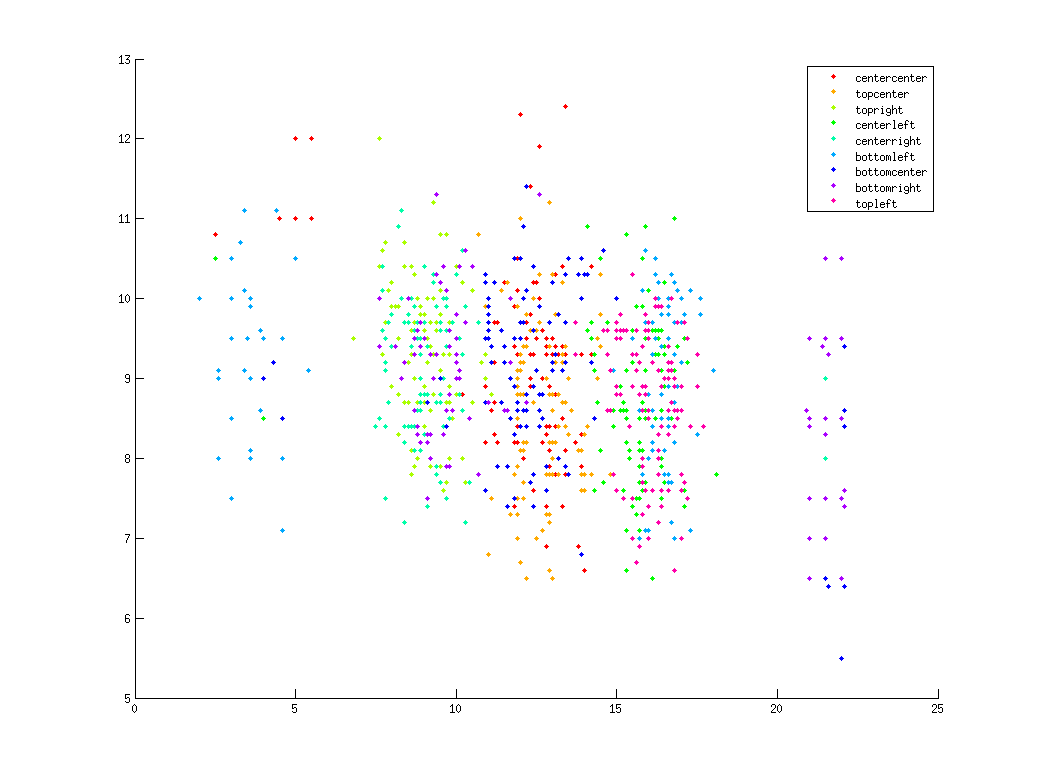 13
12
11
10
9
8
7
6
5
0
5
10
15
20
25
centercenter
topcenter
topright
centerleft
centerright
bottomleft
bottomcenter
bottomright
topleft